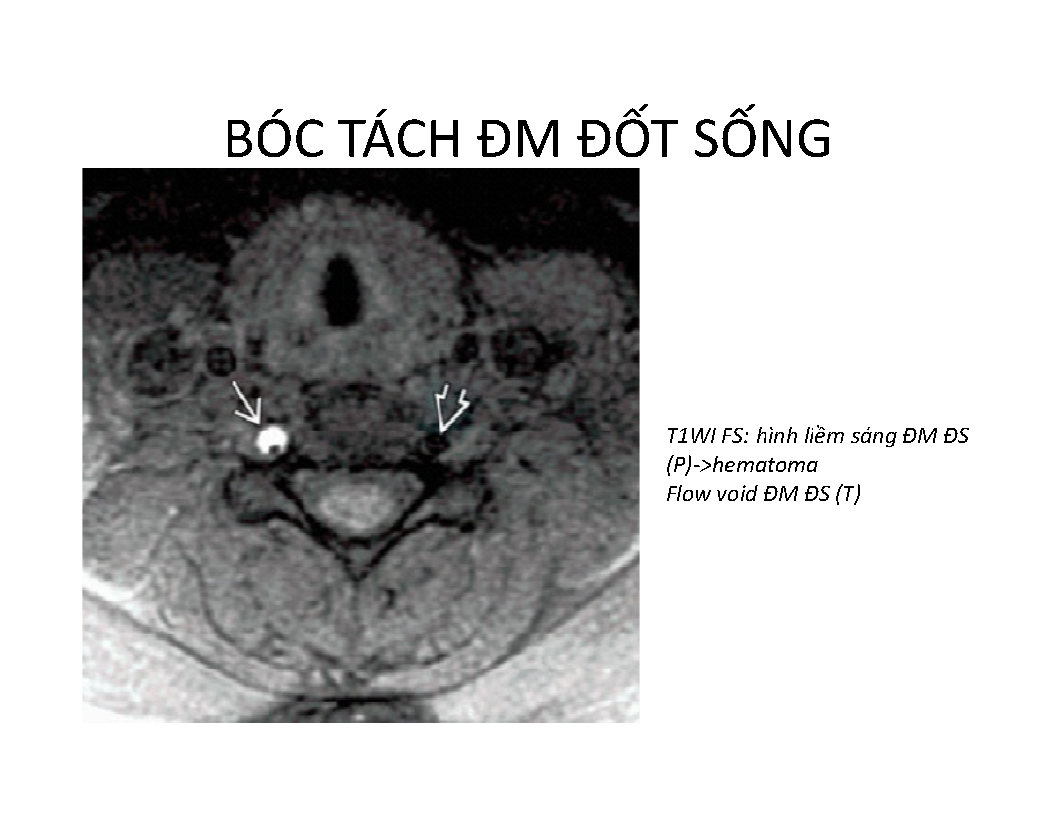 BÓC TÁCH ĐM ĐỐT SỐNG
T1WI FS: hình liềm sáng ĐM ĐS
(P)->hematoma
Flow void ĐM ĐS (T)